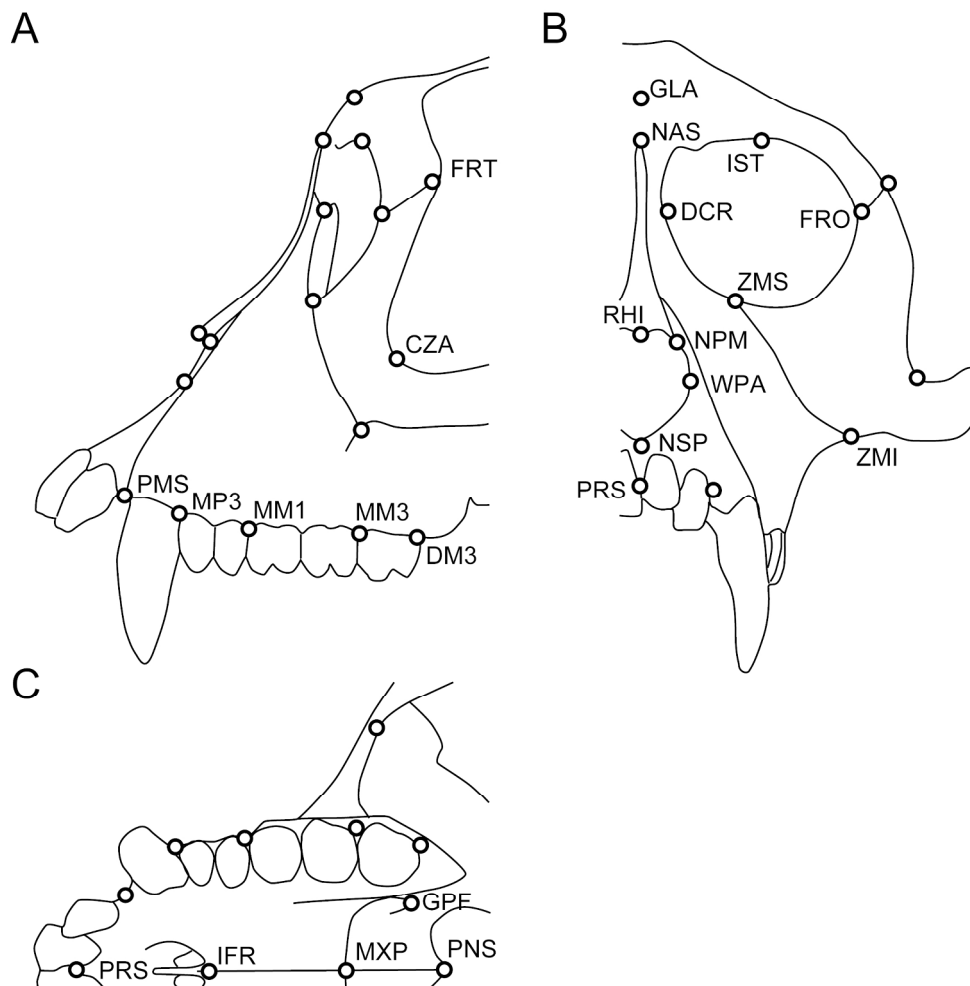 A
FRT
CZA
PMS
MP3
MM1
MM3
DM3
B
GLA
NAS
IST
DCR
FRO
ZMS
RHI
NPM
WPA
NSP
ZMI
PRS
C
GPF
PRS
IFR
MXP
PNS